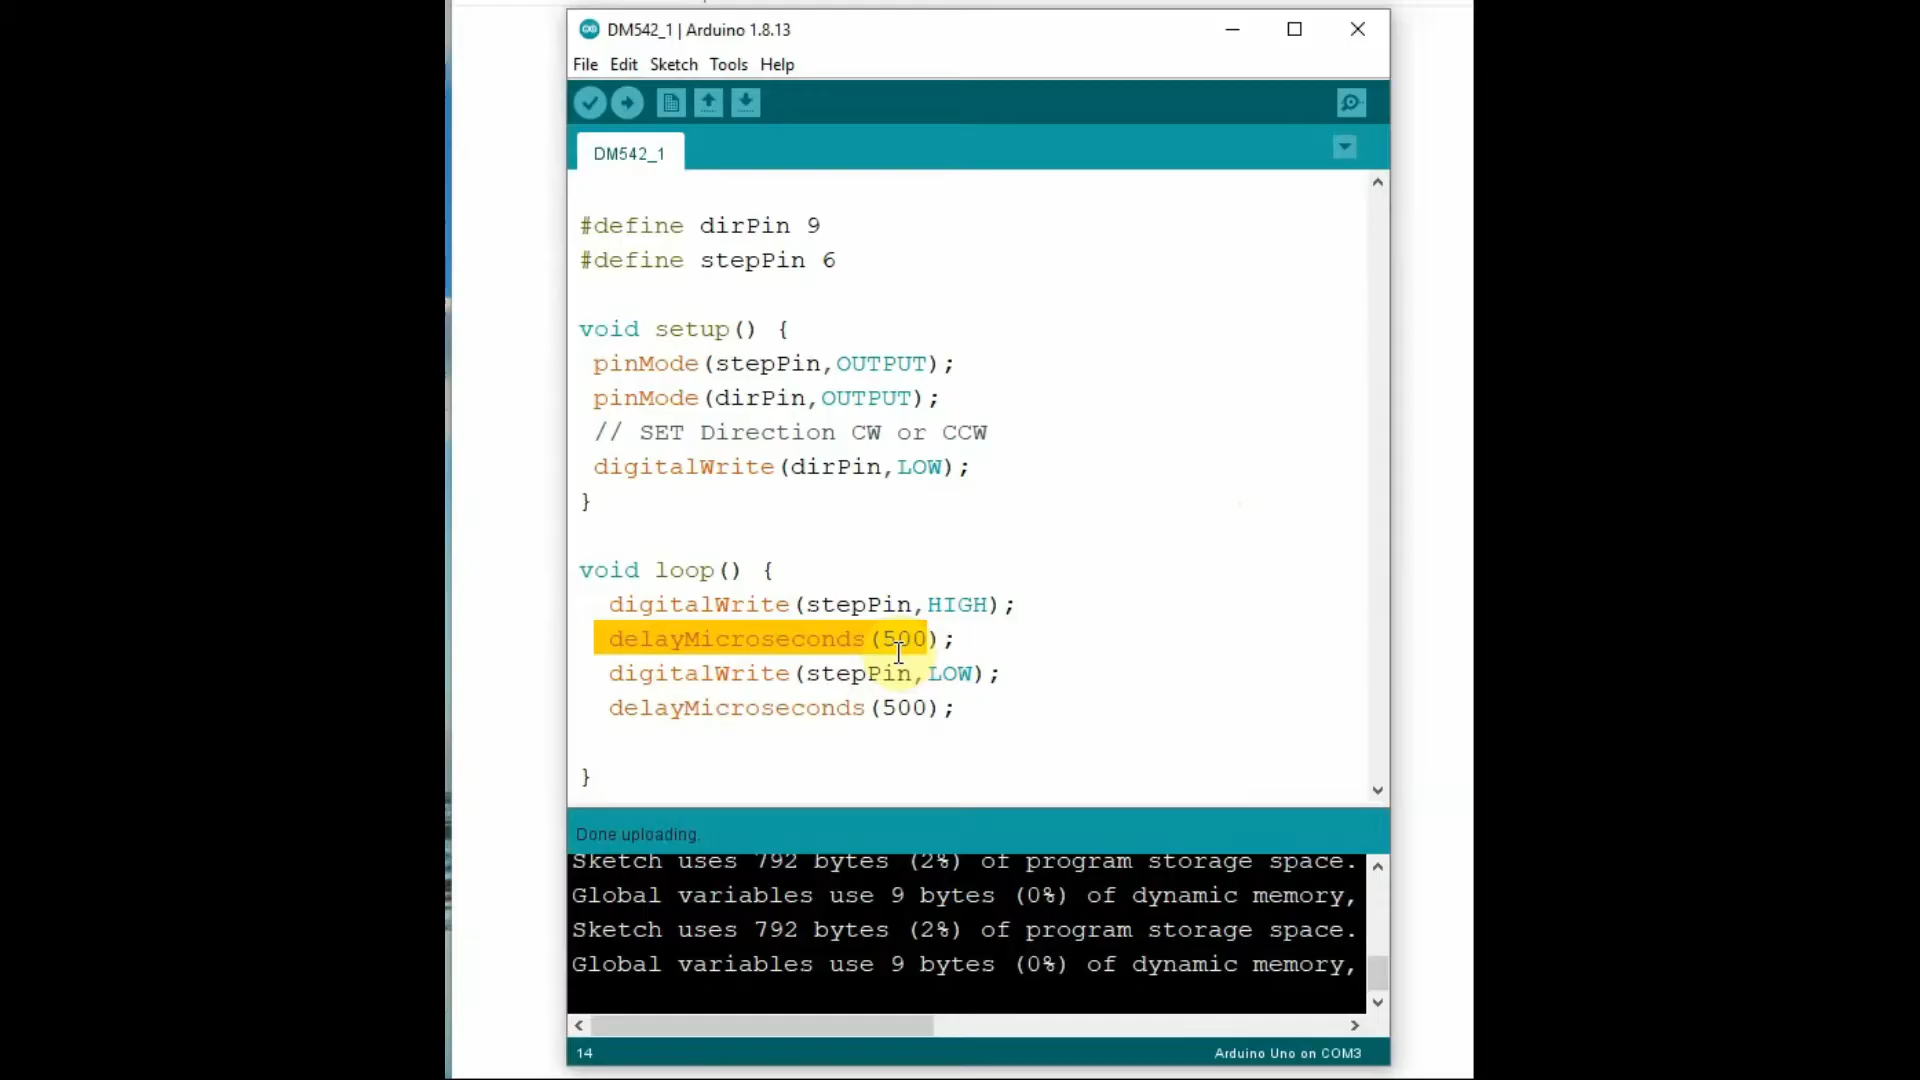 DM542_1 | Arduino 1.8.13
File Edit Sketch Tools Help
DM542_1
#define dirPin 9
#define stepPin 6
void setup() {
pinMode(stepPin,OUTPUT);
pinMode(dirPin,OUTPUT);
// SET Direction CW or CCW
digitalWrite(dirPin,LOW);
}
void loop() {
digitalWrite(stepPin,HIGH);
delayMicroseconds(500);
digitalWrite(stepPin,LOW);
delayMicroseconds(500);
}
Done uploading.
Sketch uses 792 bytes (2%) of program storage space.
Global variables use 9 bytes (0%) of dynamic memory,
Sketch uses 792 bytes (2%) of program storage space.
Global variables use 9 bytes (0%) of dynamic memory,
14 Arduino Uno on COM3